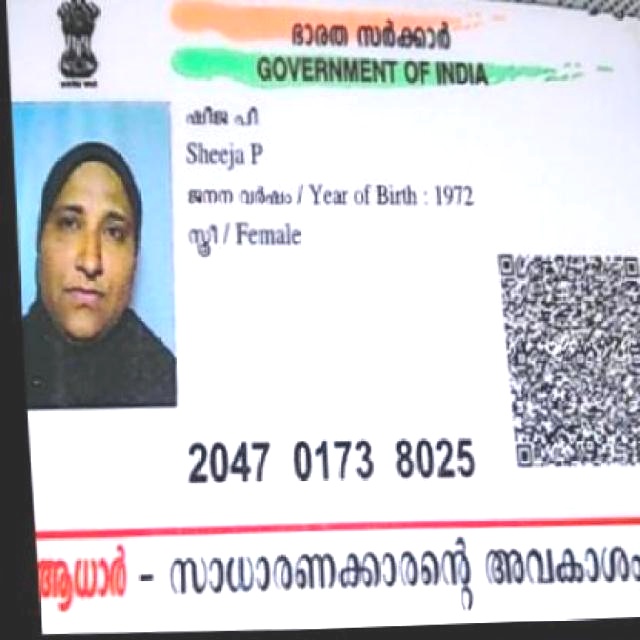 ഭാരത സർക്കാർ
GOVERNMENT OF INDIA
ഷീജ പി
Sheeja P
ജനന വർഷം / Year of Birth : 1972
സ്ത്രീ / Female
2047 0173 8025
ആധാർ - സാധാരണക്കാരന്റെ അവകാശം